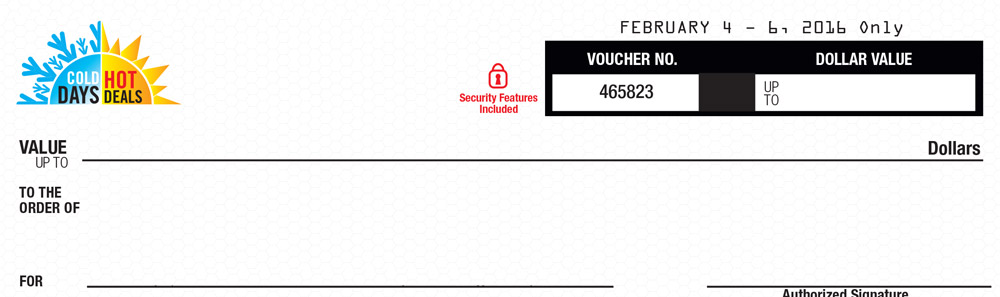 FEBRUARY 4 - 6, 2016 Only
COLD HOT
DAYS DEALS
VOUCHER NO. DOLLAR VALUE
Security Features
Included
465823
UP
TO
VALUE
UP TO
Dollars
TO THE
ORDER OF
FOR
Authorized Signature